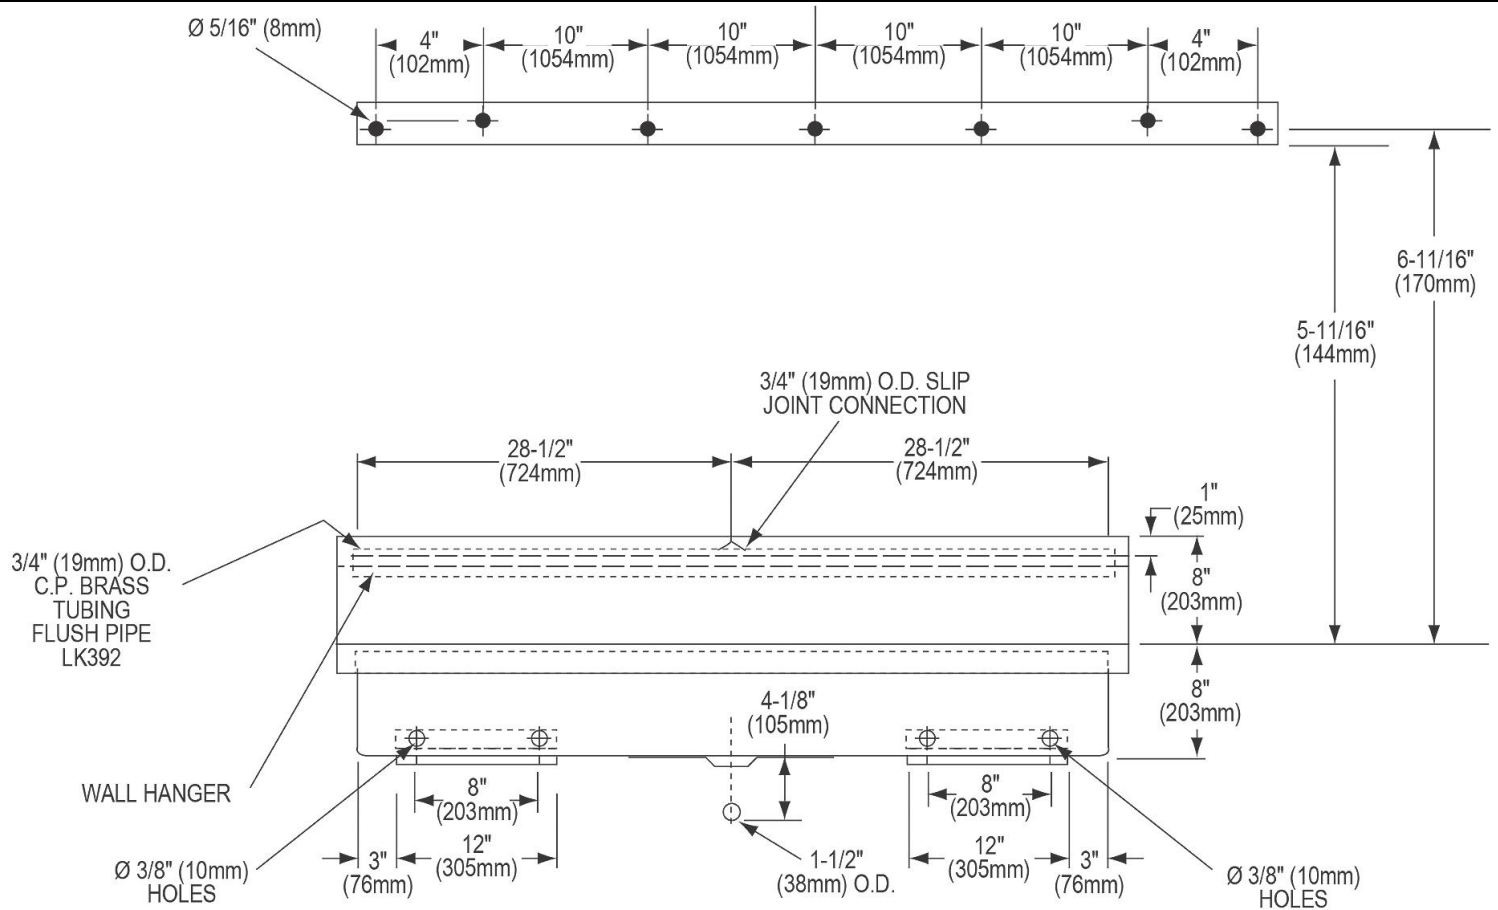 Ø 5/16" (8mm)
4"
(102mm)
10"
(1054mm)
10"
(1054mm)
10"
(1054mm)
10"
(1054mm)
4"
(102mm)
6-11/16"
(170mm)
5-11/16"
(144mm)
3/4" (19mm) O.D. SLIP
JOINT CONNECTION
28-1/2"
(724mm)
28-1/2"
(724mm)
1"
(25mm)
3/4" (19mm) O.D.
C.P. BRASS
TUBING
FLUSH PIPE
LK392
8"
(203mm)
8"
(203mm)
4-1/8"
(105mm)
WALL HANGER
8"
(203mm)
8"
(203mm)
Ø 3/8" (10mm)
HOLES
3"
(76mm)
12"
(305mm)
1-1/2"
(38mm) O.D.
12"
(305mm)
3"
(76mm)
Ø 3/8" (10mm)
HOLES